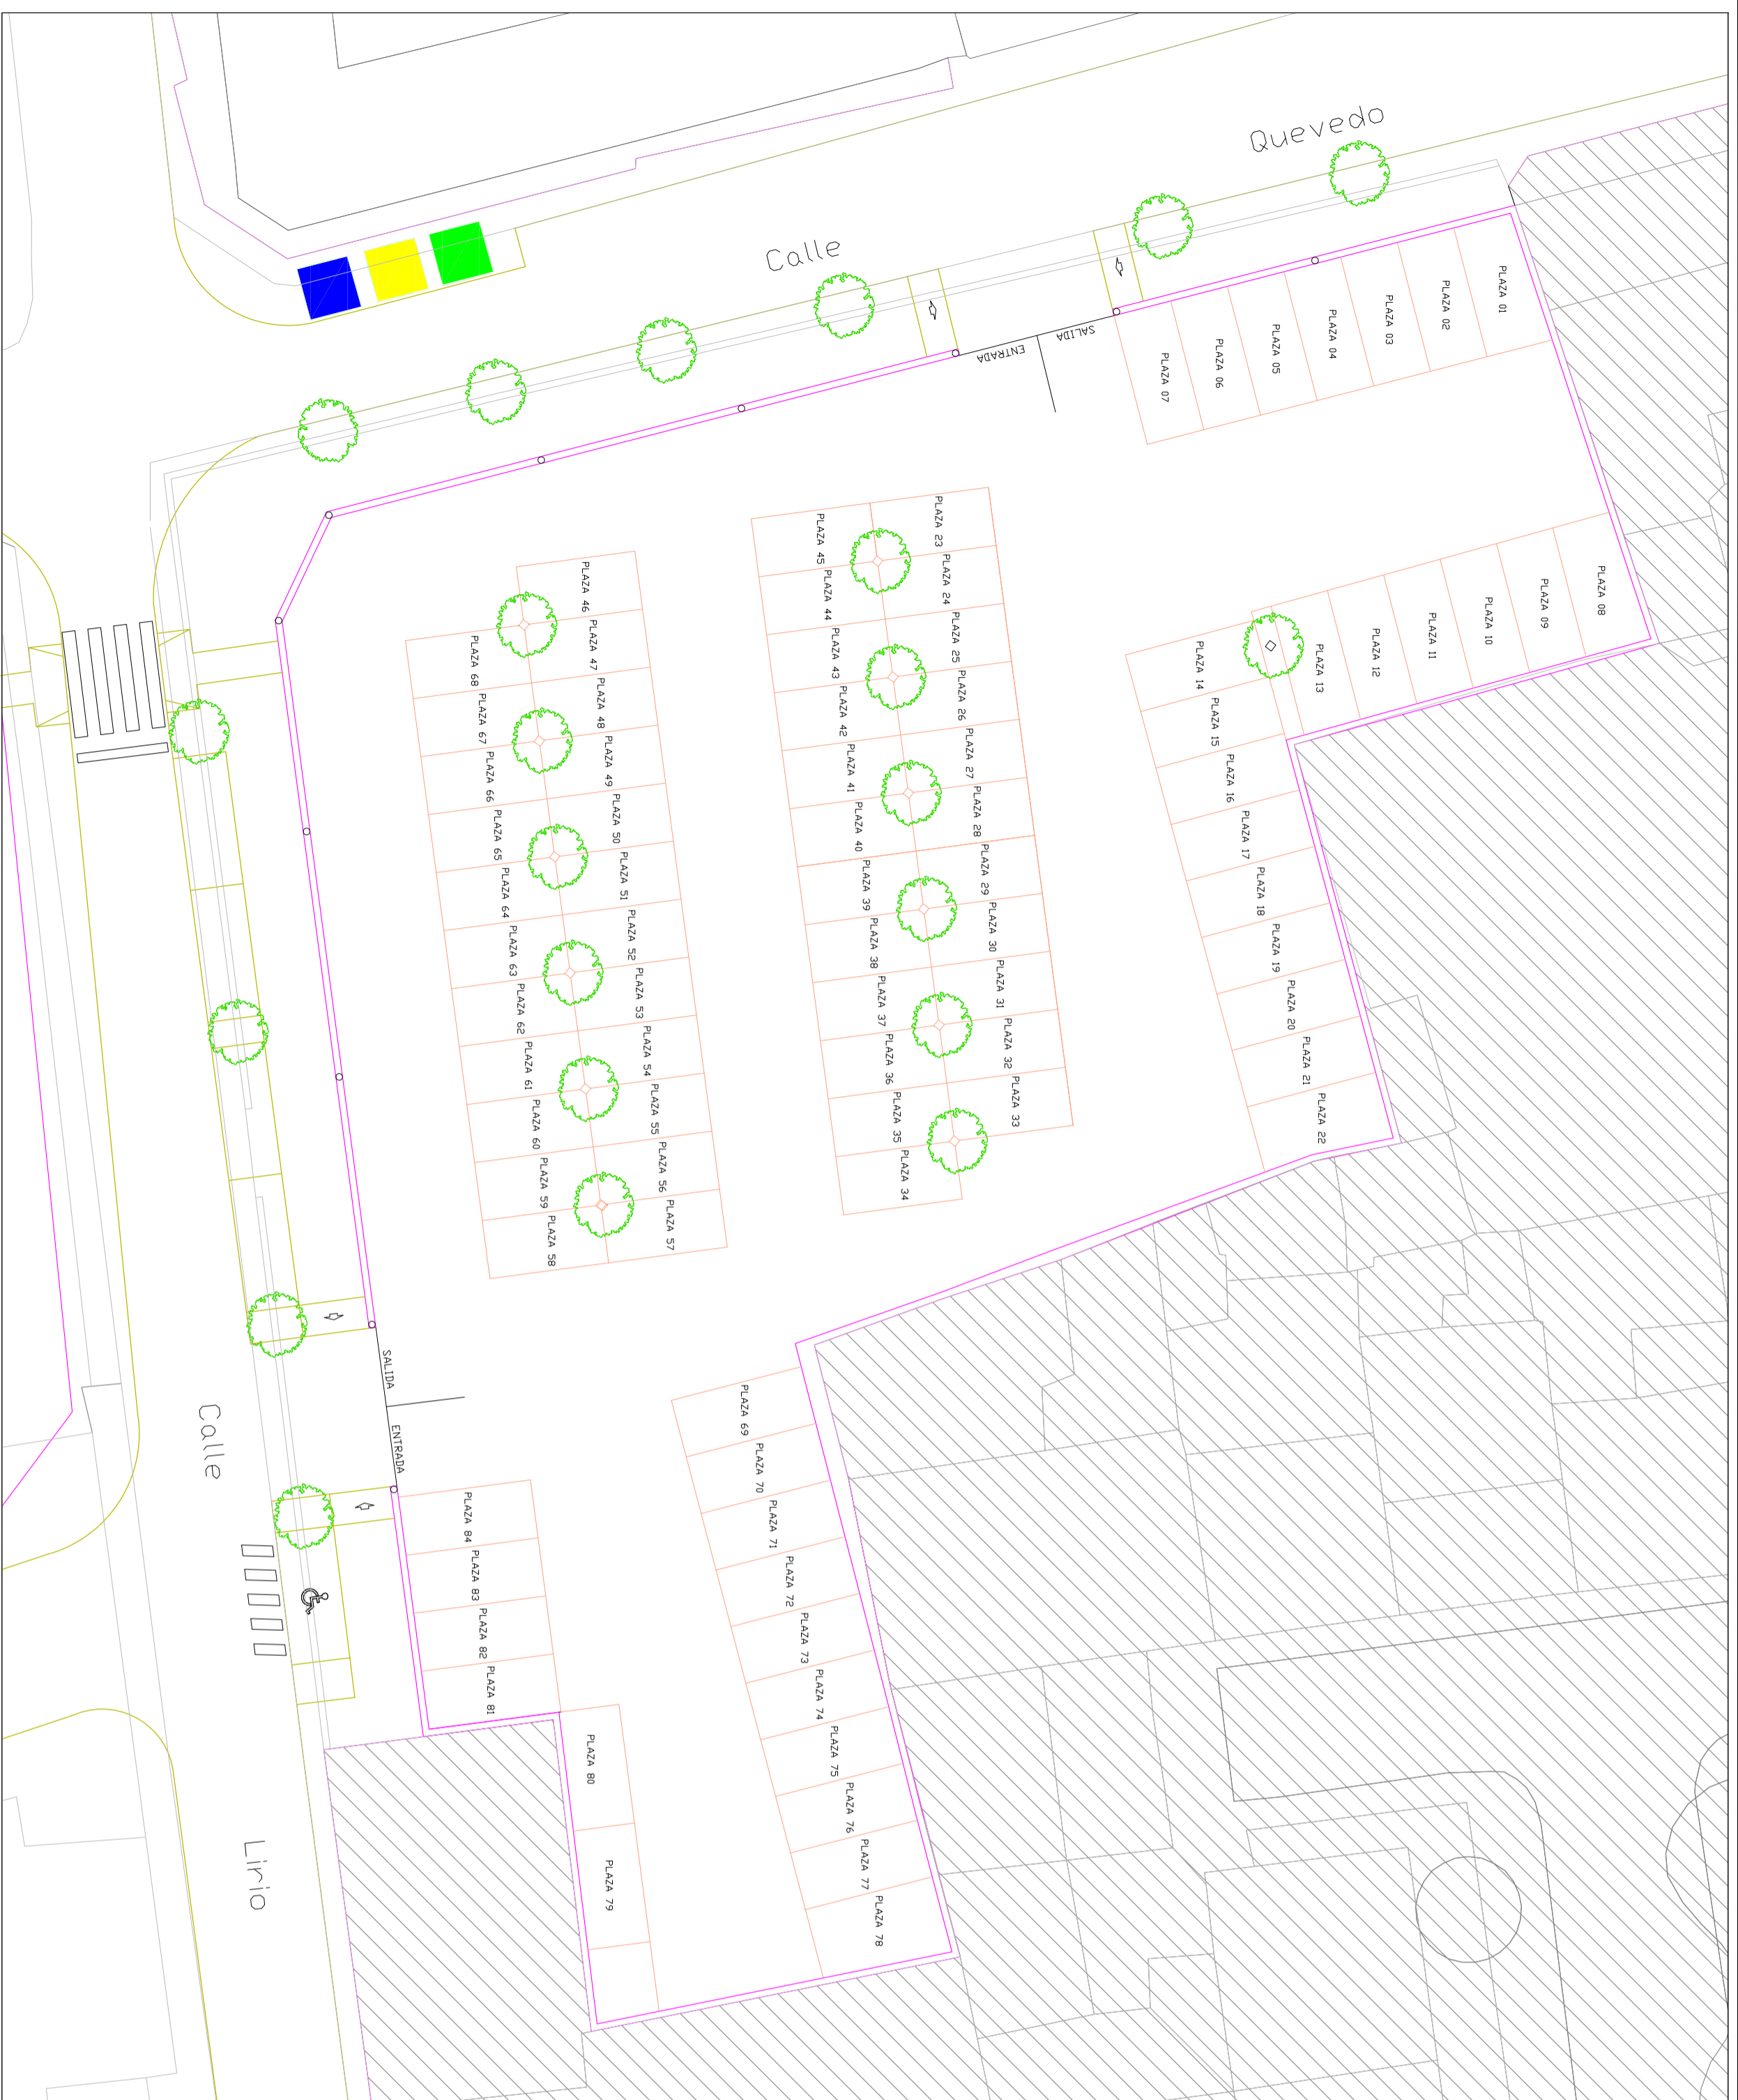 Calle
Quevedo
SALIDA
ENTRADA
PLAZA 01
PLAZA 02
PLAZA 03
PLAZA 04
PLAZA 05
PLAZA 06
PLAZA 07
PLAZA 08
PLAZA 09
PLAZA 10
PLAZA 11
PLAZA 12
PLAZA 13
PLAZA 14
PLAZA 15
PLAZA 16
PLAZA 17
PLAZA 18
PLAZA 19
PLAZA 20
PLAZA 21
PLAZA 22
PLAZA 23
PLAZA 24
PLAZA 25
PLAZA 26
PLAZA 27
PLAZA 28
PLAZA 29
PLAZA 30
PLAZA 31
PLAZA 32
PLAZA 33
PLAZA 34
PLAZA 35
PLAZA 36
PLAZA 37
PLAZA 38
PLAZA 39
PLAZA 40
PLAZA 41
PLAZA 42
PLAZA 43
PLAZA 44
PLAZA 45
PLAZA 46
PLAZA 47
PLAZA 48
PLAZA 49
PLAZA 50
PLAZA 51
PLAZA 52
PLAZA 53
PLAZA 54
PLAZA 55
PLAZA 56
PLAZA 57
PLAZA 58
PLAZA 59
PLAZA 60
PLAZA 61
PLAZA 62
PLAZA 63
PLAZA 64
PLAZA 65
PLAZA 66
PLAZA 67
PLAZA 68
SALIDA
ENTRADA
PLAZA 69
PLAZA 70
PLAZA 71
PLAZA 72
PLAZA 73
PLAZA 74
PLAZA 75
PLAZA 76
PLAZA 77
PLAZA 78
PLAZA 79
PLAZA 80
PLAZA 81
PLAZA 82
PLAZA 83
PLAZA 84
Calle
Lirio